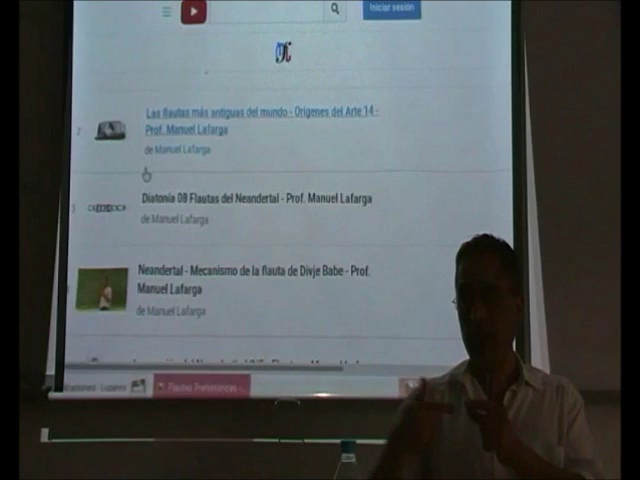 Iniciar sesión
2
Las flautas más antiguas del mundo - Orígenes del Arte 14 -
Prof. Manuel Lafarga
de Manuel Lafarga
3
Diatonía 08 Flautas del Neandertal - Prof. Manuel Lafarga
de Manuel Lafarga
Neandertal - Mecanismo de la flauta de Divje Babe - Prof.
Manuel Lafarga
de Manuel Lafarga
Flautas Prehistóricas -